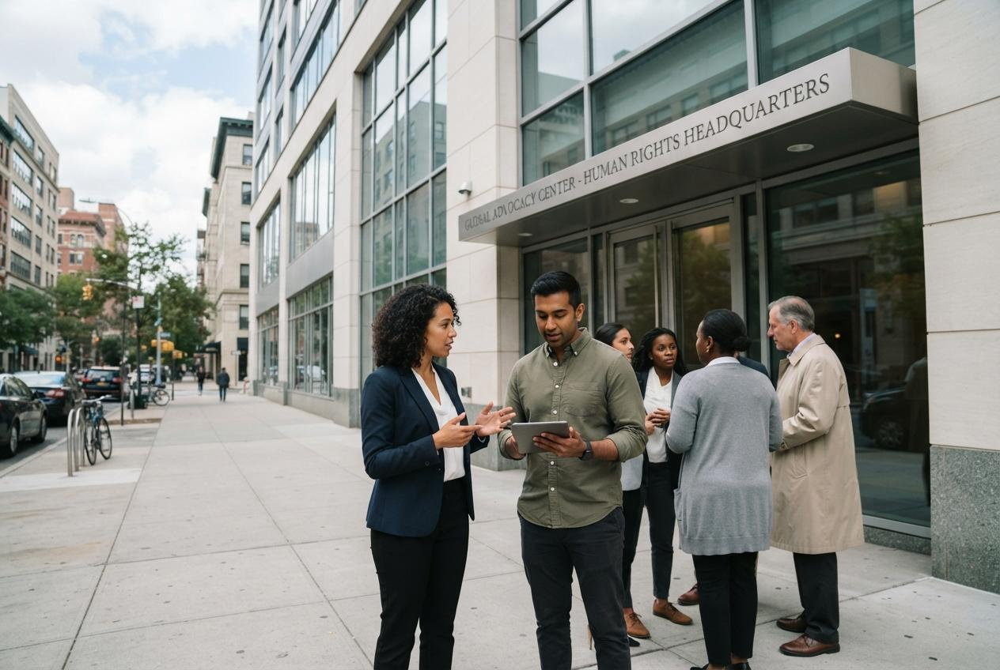 GLOBAL ADVOCACY CENTER - HUMAN RIGHTS HEADQUARTERS